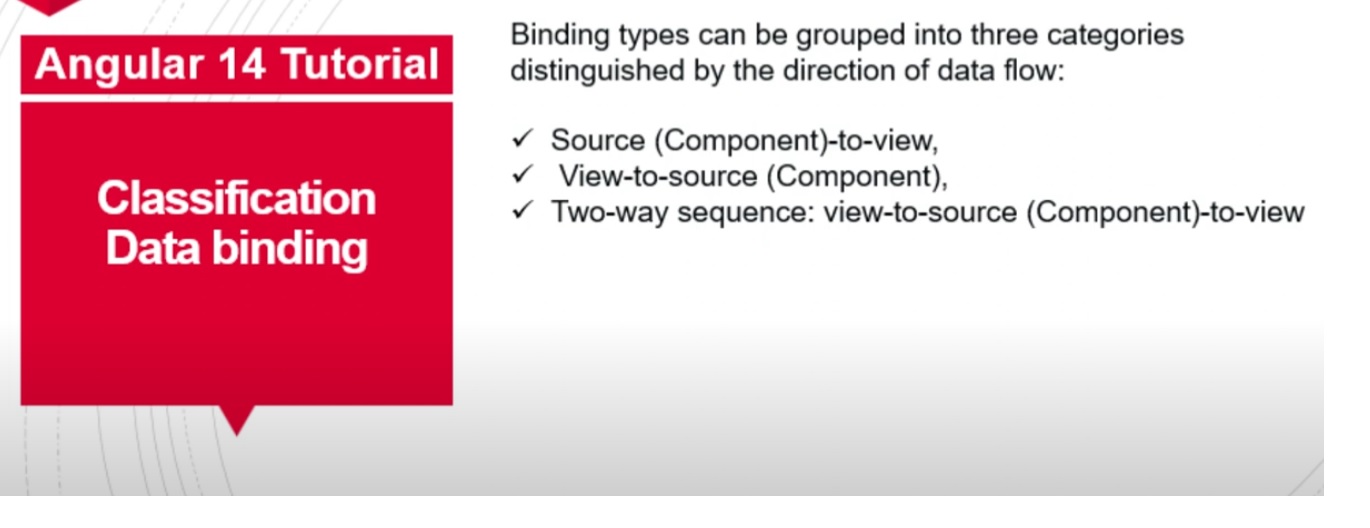 Angular 14 Tutorial
Classification
Data binding
Binding types can be grouped into three categories
distinguished by the direction of data flow:
✓ Source (Component)-to-view,
✓ View-to-source (Component),
✓ Two-way sequence: view-to-source (Component)-to-view